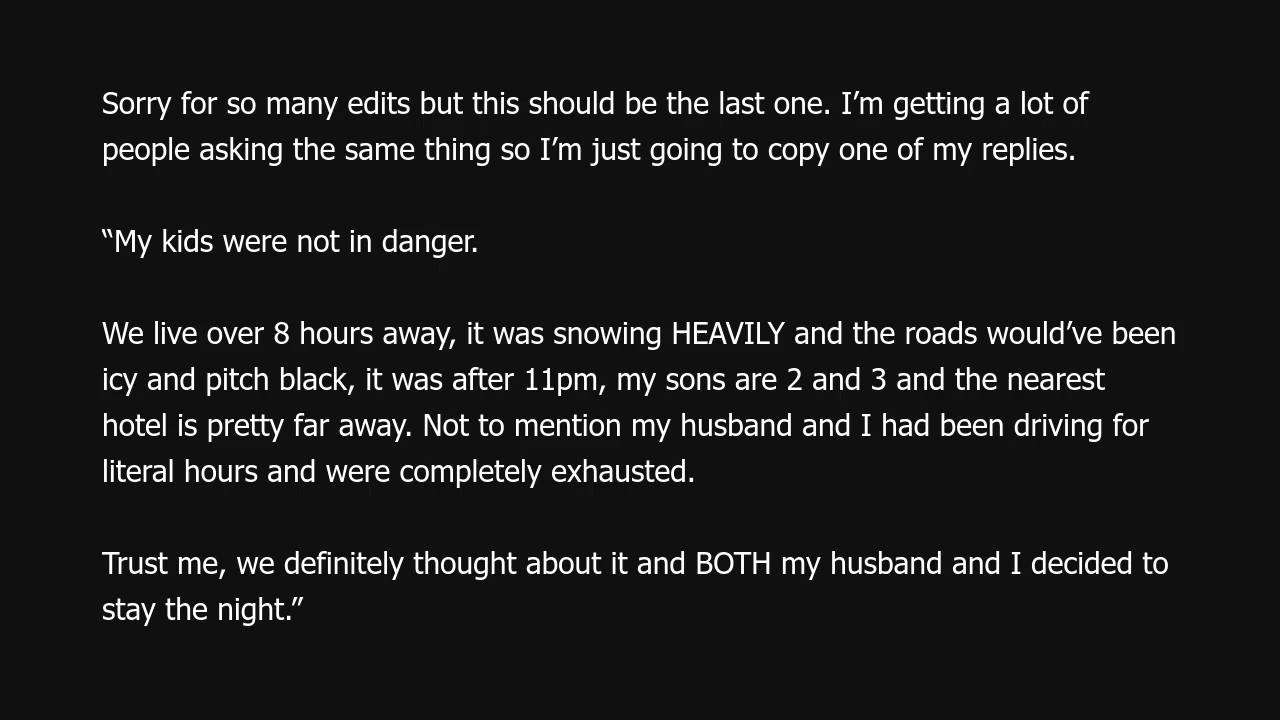 Sorry for so many edits but this should be the last one. I’m getting a lot of
people asking the same thing so I’m just going to copy one of my replies.
“My kids were not in danger.
We live over 8 hours away, it was snowing HEAVILY and the roads would’ve been
icy and pitch black, it was after 11pm, my sons are 2 and 3 and the nearest
hotel is pretty far away. Not to mention my husband and I had been driving for
literal hours and were completely exhausted.
Trust me, we definitely thought about it and BOTH my husband and I decided to
stay the night.”